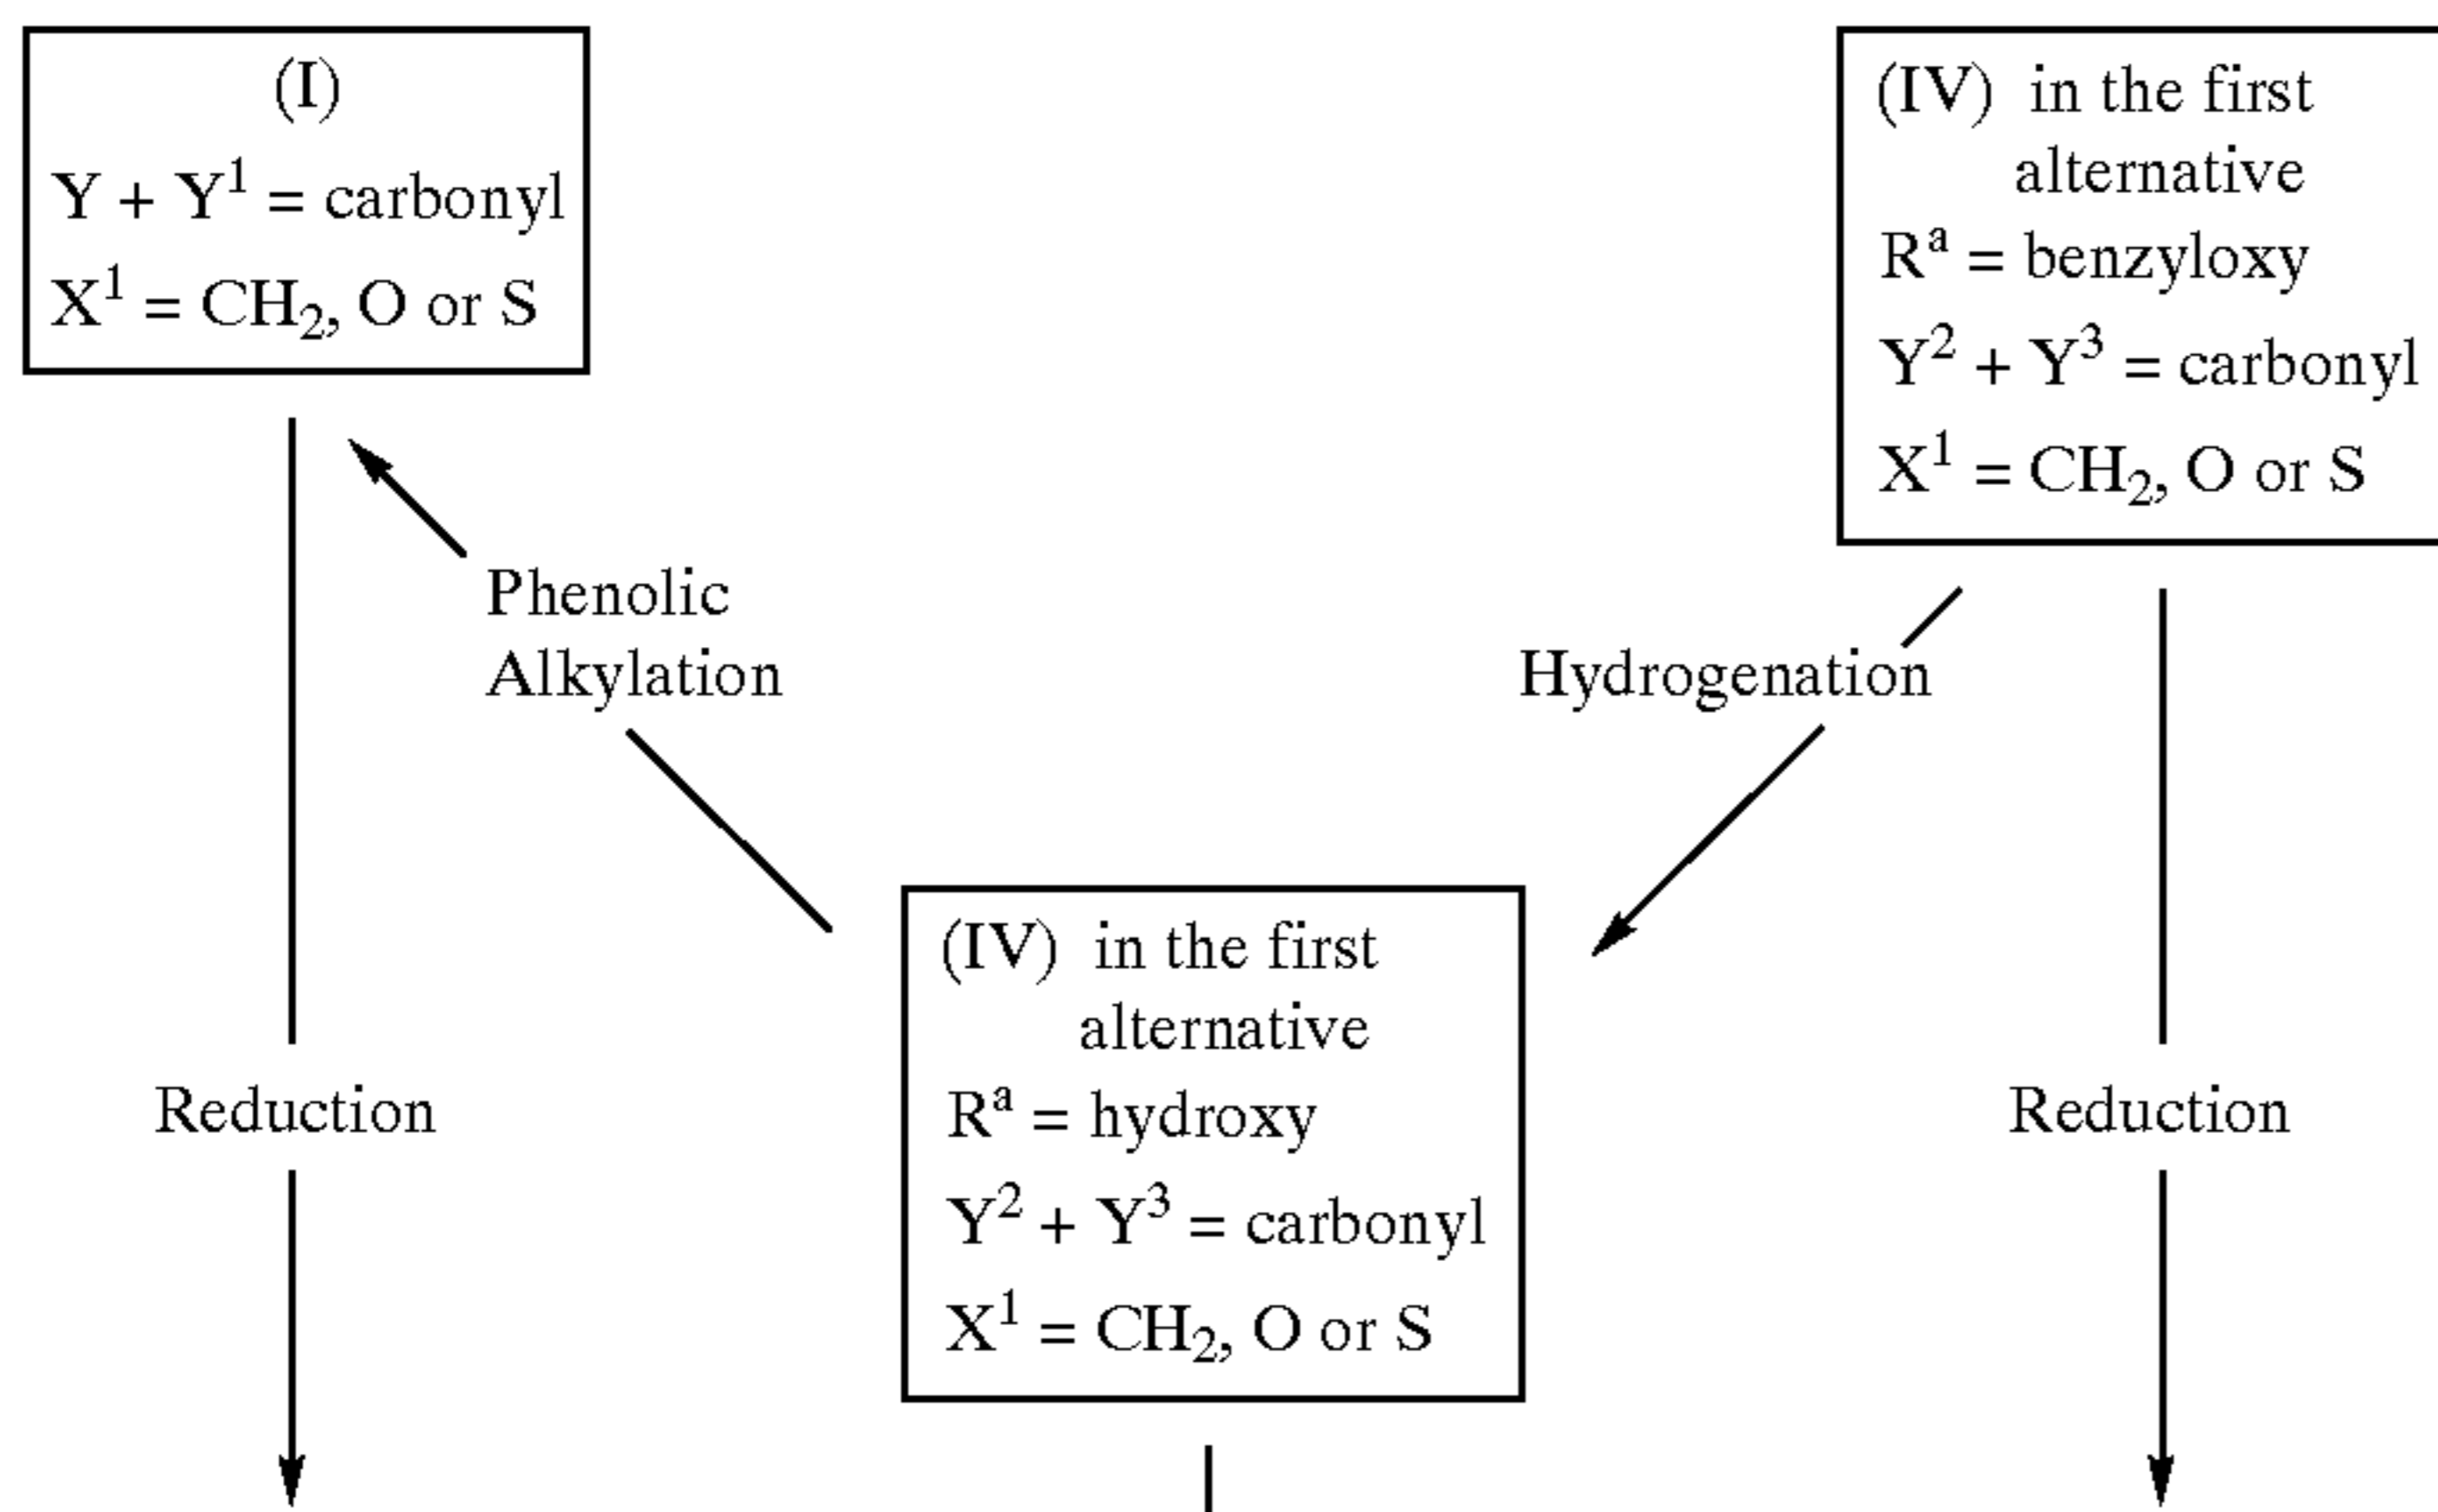 (I)
Y + Y¹ = carbonyl
X¹ = CH₂, O or S
(IV) in the first
alternative
Rᵃ = benzyloxy
Y² + Y³ = carbonyl
X¹ = CH₂, O or S
Phenolic
Alkylation
Hydrogenation
(IV) in the first
alternative
Rᵃ = hydroxy
Y² + Y³ = carbonyl
X¹ = CH₂, O or S
Reduction
Reduction